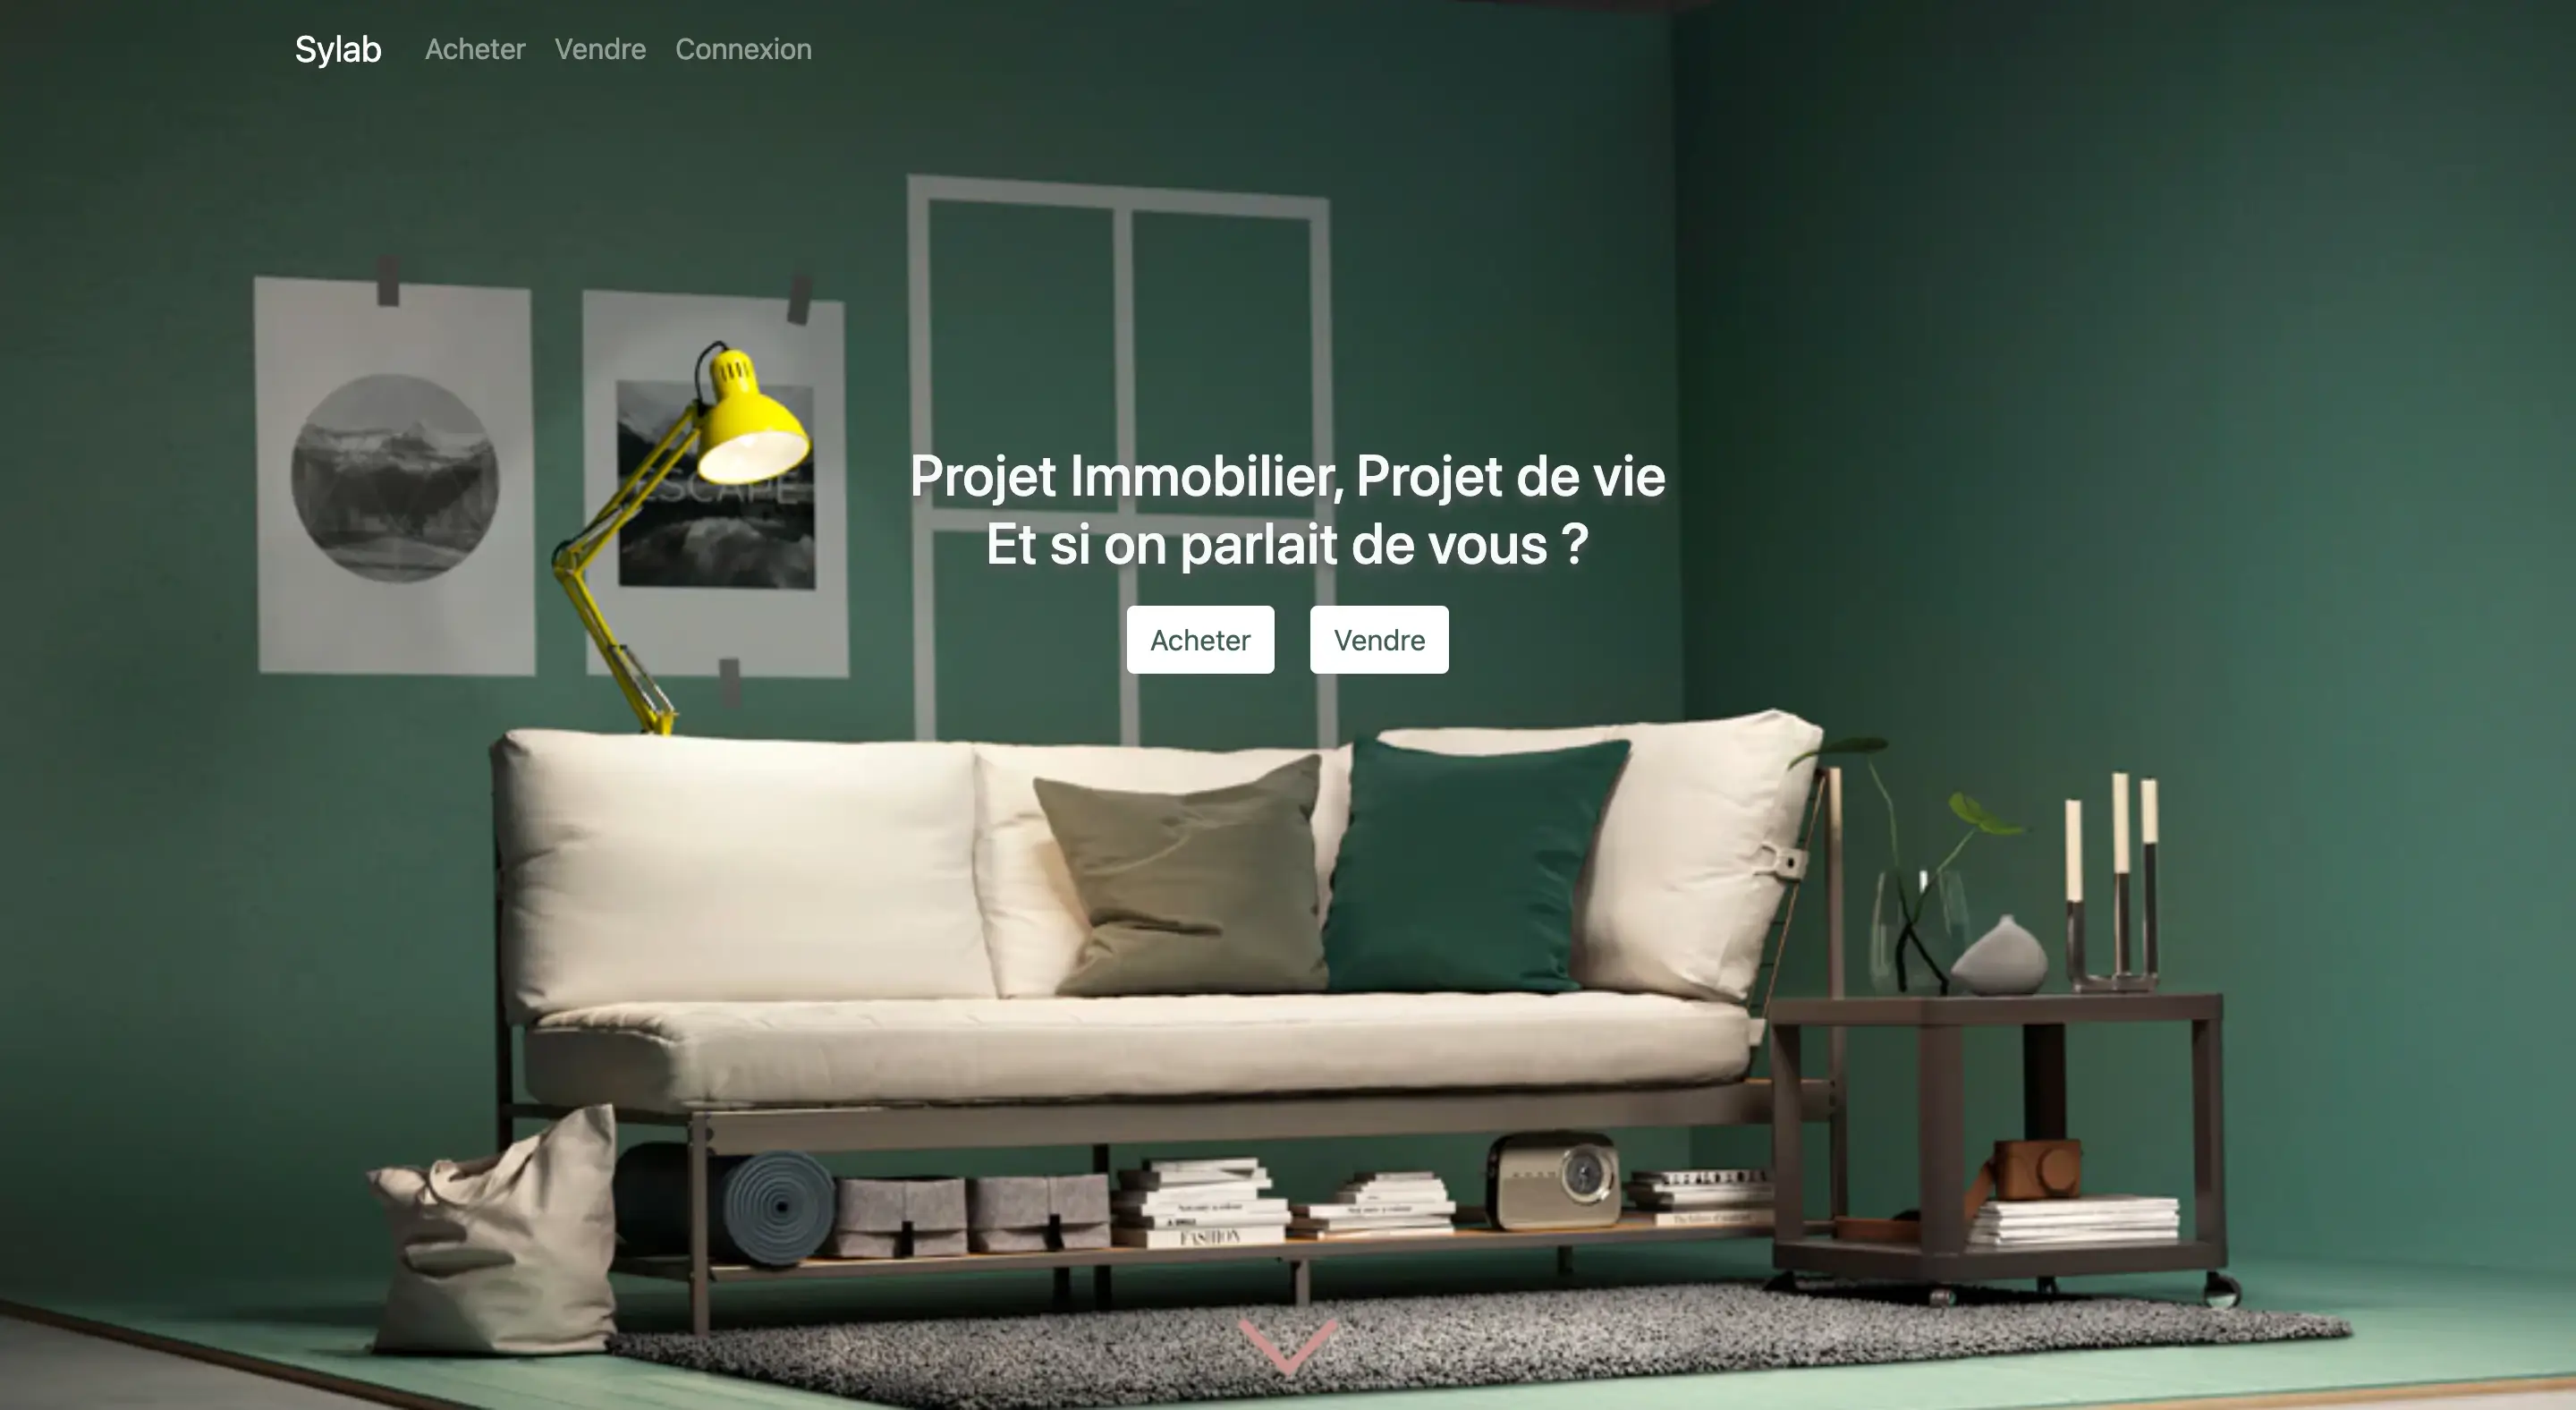 Sylab Acheter Vendre Connexion
ESCAPE
Projet Immobilier, Projet de vie
Et si on parlait de vous ?
Acheter Vendre
FASHION